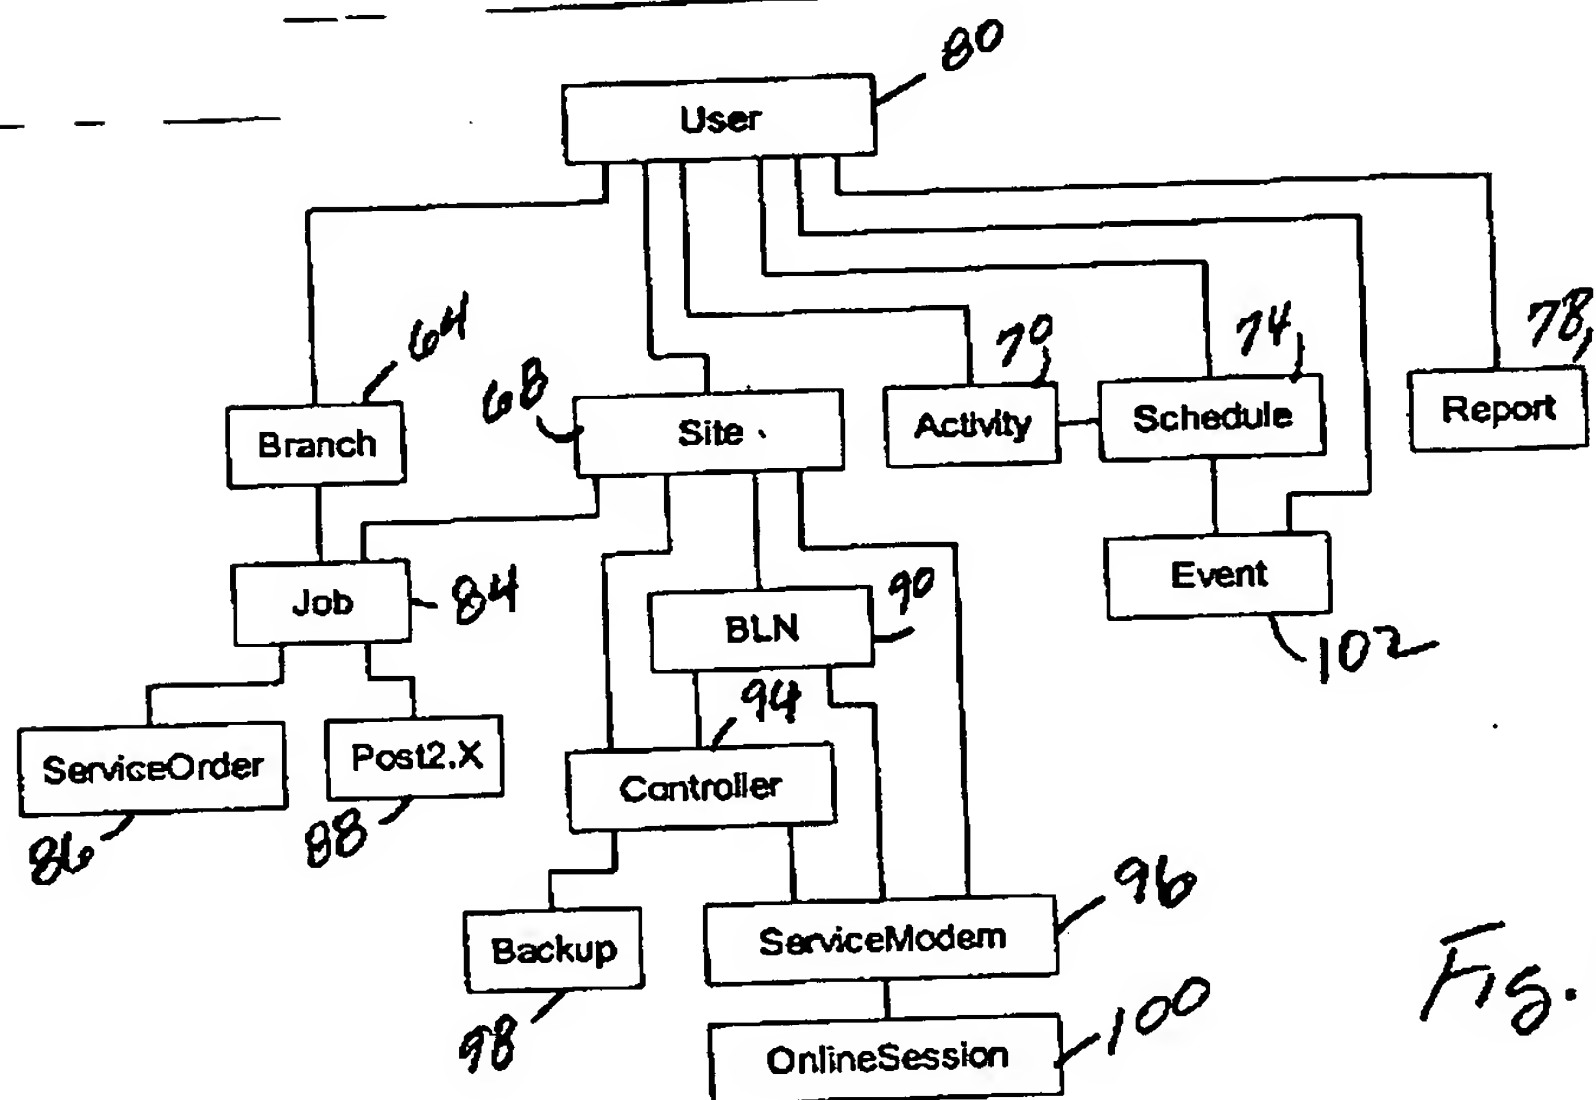 80
User
64
68
70
74
78
Branch
Site
Activity
Schedule
Report
Job
84
BLN
90
Event
102
94
ServiceOrder
Post2.X
Controller
86
88
96
Backup
ServiceModem
98
100
OnlineSession
Fig.